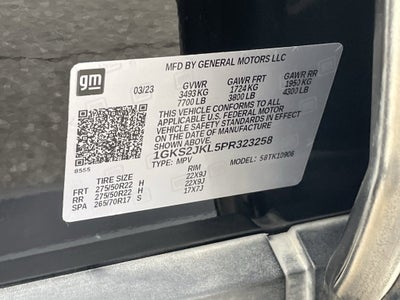 gm
MFD BY GENERAL MOTORS LLC
03/23 GVWR GAWR FRT GAWR RR
3493 KG 1724 KG 1950 KG
7700 LB 3800 LB 4300 LB
THIS VEHICLE CONFORMS TO ALL
APPLICABLE U.S. FEDERAL MOTOR
VEHICLE SAFETY STANDARDS IN EFFECT
ON THE DATE OF MANUFACTURE
SHOWN ABOVE.
1GKS2JKL5PR323258
8555 TYPE: MPV MODEL: 58TK10906
TIRE SIZE RIM
FRT 275/50R22 H 22X9J
RR 275/50R22 H 22X9J
SPA 265/70R17 S 17X7J